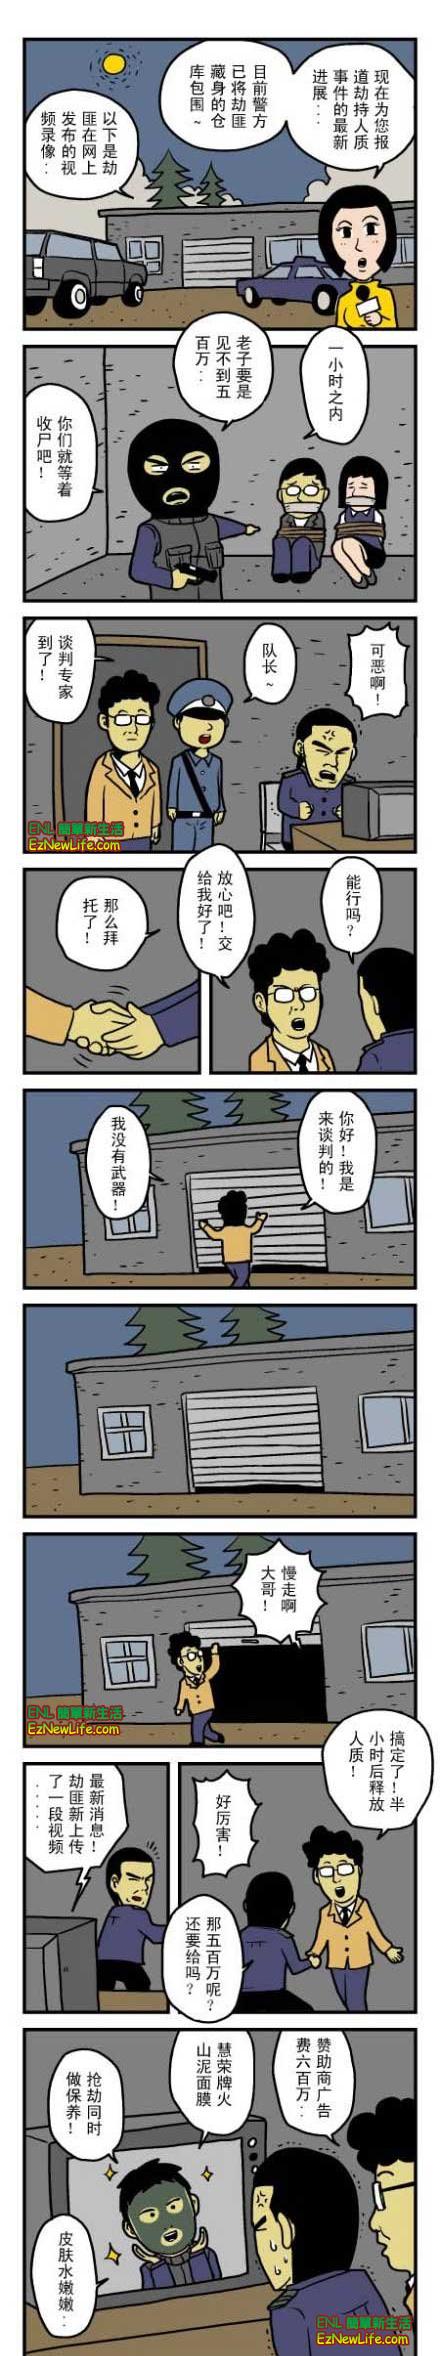 现在为您报
道劫持人质
事件的最新
进展…
目前警方
已将劫匪
藏身的仓
库包围~
以下是劫
匪在网上
发布的视
频录像：
一小时之内
老子要是
见不到五
百万…
你们就等着
收尸吧！
可恶啊！
队长~
谈判专家
到了！
ENL 簡單新生活
EzNewLife.com
那么拜
托了！
能行吗？
放心吧！交
给我好了！
你好！我是
来谈判的！
我没有武器！
慢走啊
大哥！
ENL 簡單新生活
EzNewLife.com
搞定了！半
小时后释放
人质！
好厉害！
那五百万呢？
还要给吗？
最新消息！
劫匪新上传
了一段视频
……
赞助商广告
费六百万…
慧荣牌火
山泥面膜
抢劫同时
做保养！
皮肤水嫩嫩…
ENL 簡單新生活
EzNewLife.com